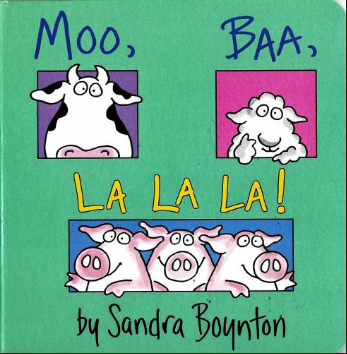 Moo, BAA,
LA LA LA!
by Sandra Boynton